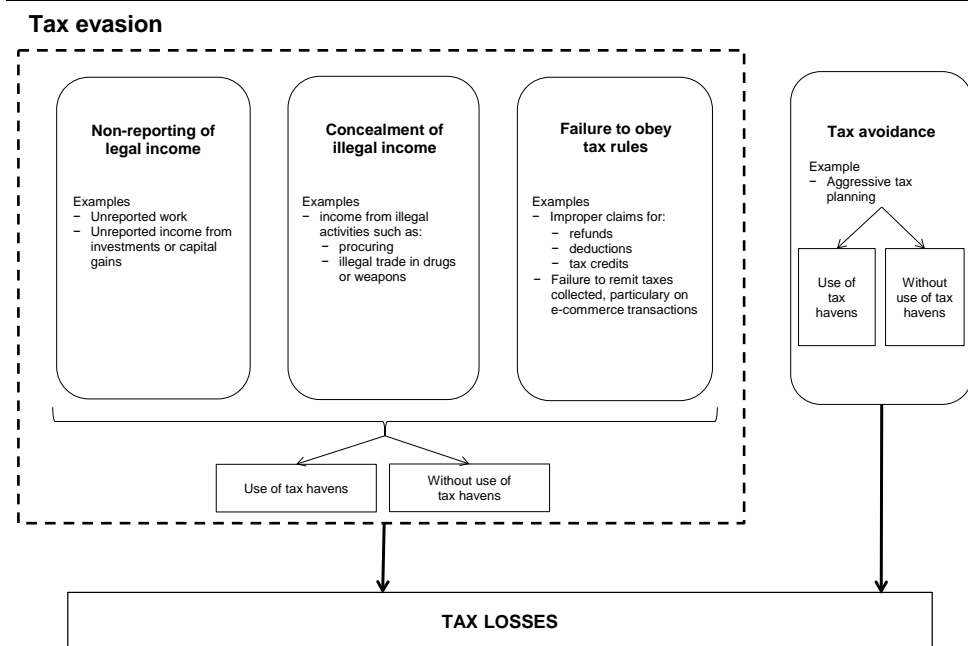 Tax evasion
Non-reporting of
legal income
Examples
− Unreported work
− Unreported income from
investments or capital
gains
Concealment of
illegal income
Examples
− income from illegal
activities such as:
• procuring
• illegal trade in drugs
or weapons
Failure to obey
tax rules
Examples
− Improper claims for:
• refunds
• deductions
• tax credits
− Failure to remit taxes
collected, particulary on
e-commerce transactions
Use of tax havens
Without use of
tax havens
Tax avoidance
Example
− Aggressive tax
planning
Use of
tax
havens
Without
use of tax
havens
TAX LOSSES